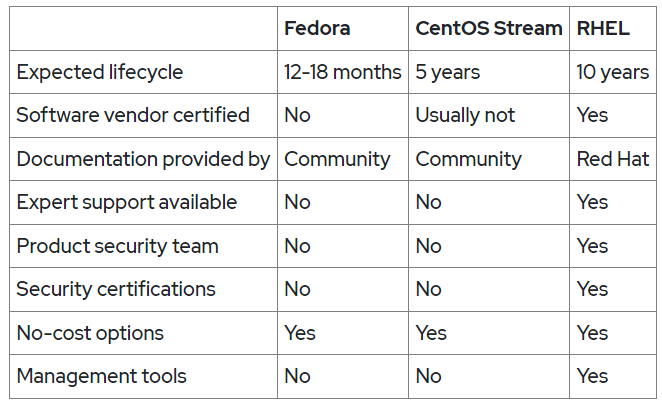 Fedora CentOS Stream RHEL
Expected lifecycle 12-18 months 5 years 10 years
Software vendor certified No Usually not Yes
Documentation provided by Community Community Red Hat
Expert support available No No Yes
Product security team No No Yes
Security certifications No No Yes
No-cost options Yes Yes Yes
Management tools No No Yes